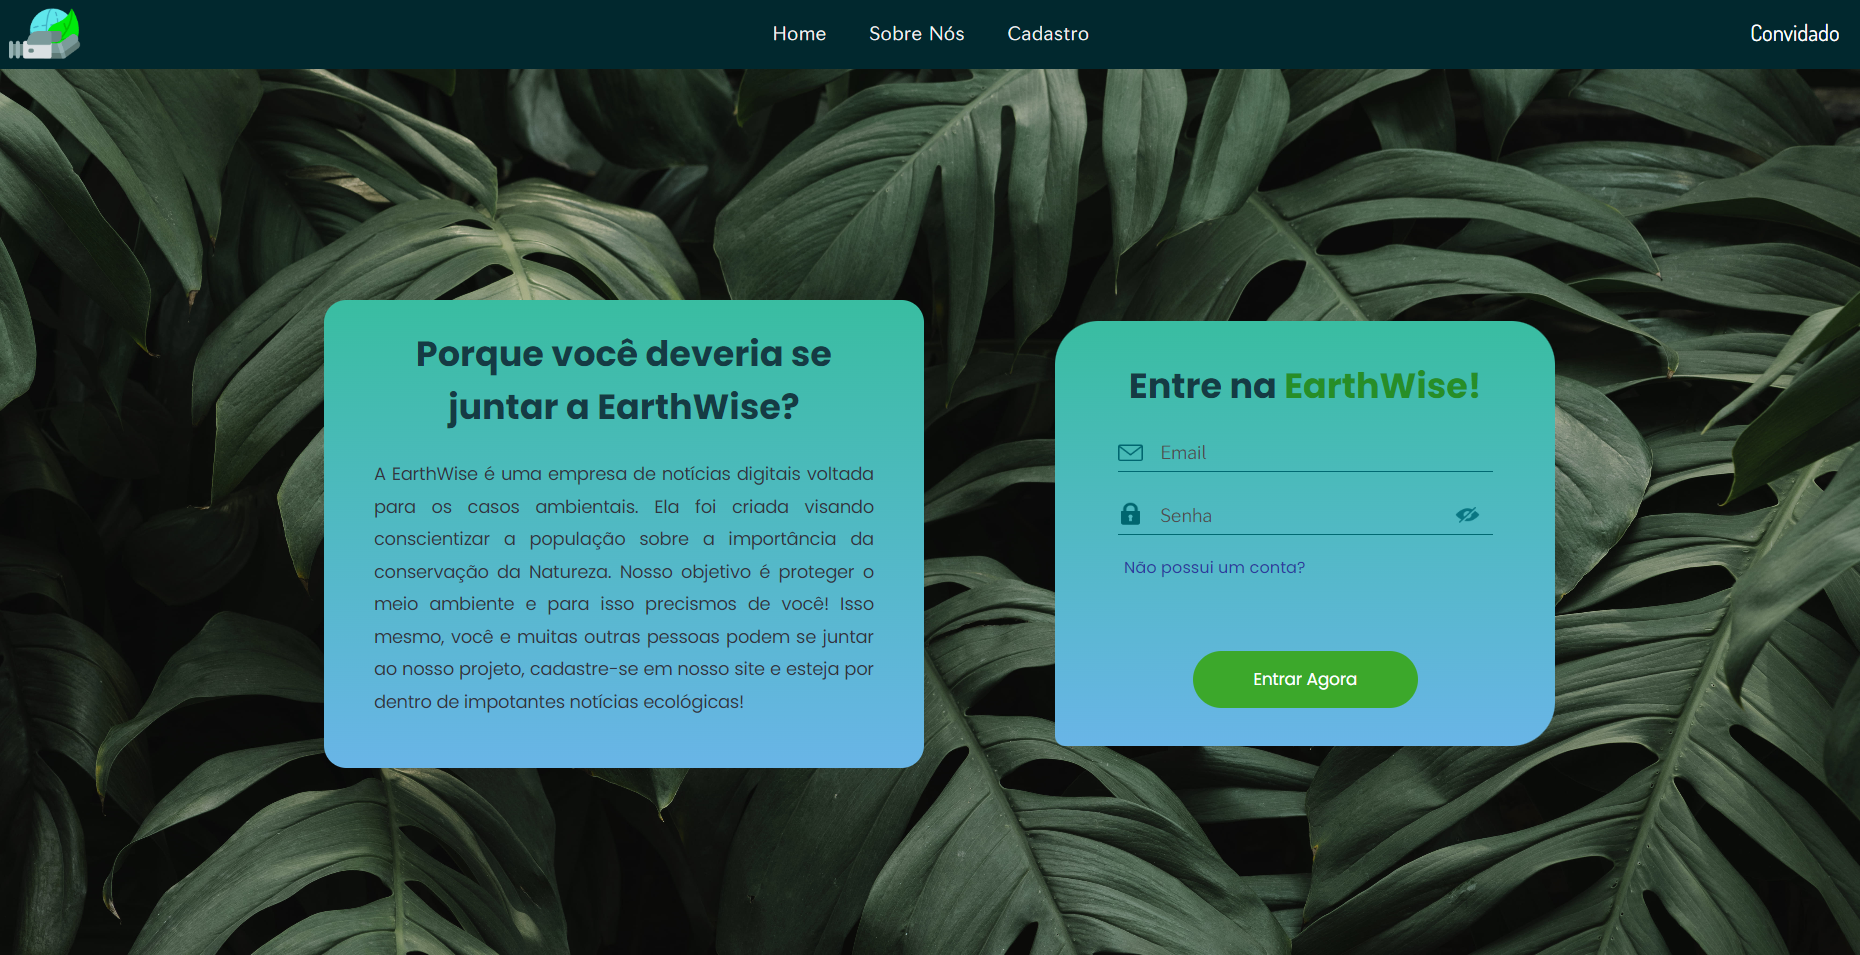 Home Sobre Nós Cadastro Convidado
Porque você deveria se
juntar a EarthWise?
A EarthWise é uma empresa de notícias digitais voltada
para os casos ambientais. Ela foi criada visando
conscientizar a população sobre a importância da
conservação da Natureza. Nosso objetivo é proteger o
meio ambiente e para isso precismos de você! Isso
mesmo, você e muitas outras pessoas podem se juntar
ao nosso projeto, cadastre-se em nosso site e esteja por
dentro de impotantes notícias ecológicas!
Entre na EarthWise!
Email
Senha
Não possui um conta?
Entrar Agora